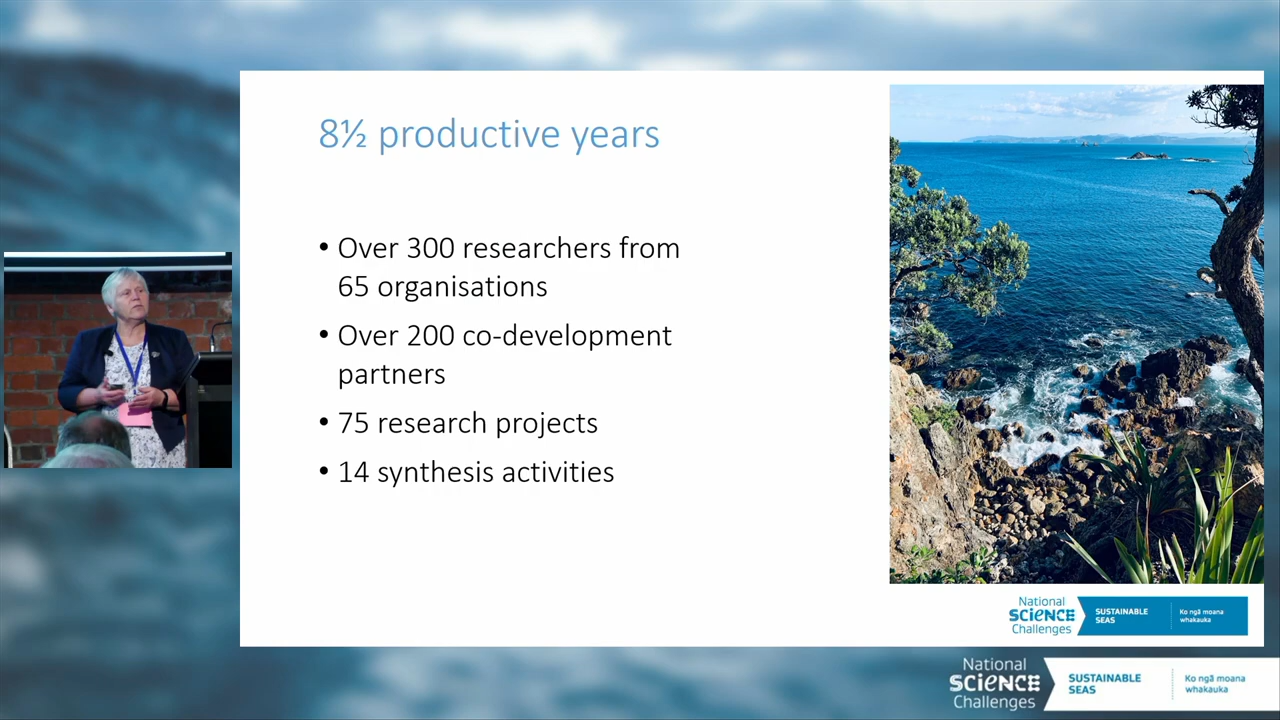 8½ productive years
• Over 300 researchers from
65 organisations
• Over 200 co-development
partners
• 75 research projects
• 14 synthesis activities
National
SCIENCE
Challenges
SUSTAINABLE
SEAS
Ko ngā moana
whakauka
National
SCIENCE
Challenges
SUSTAINABLE
SEAS
Ko ngā moana
whakauka